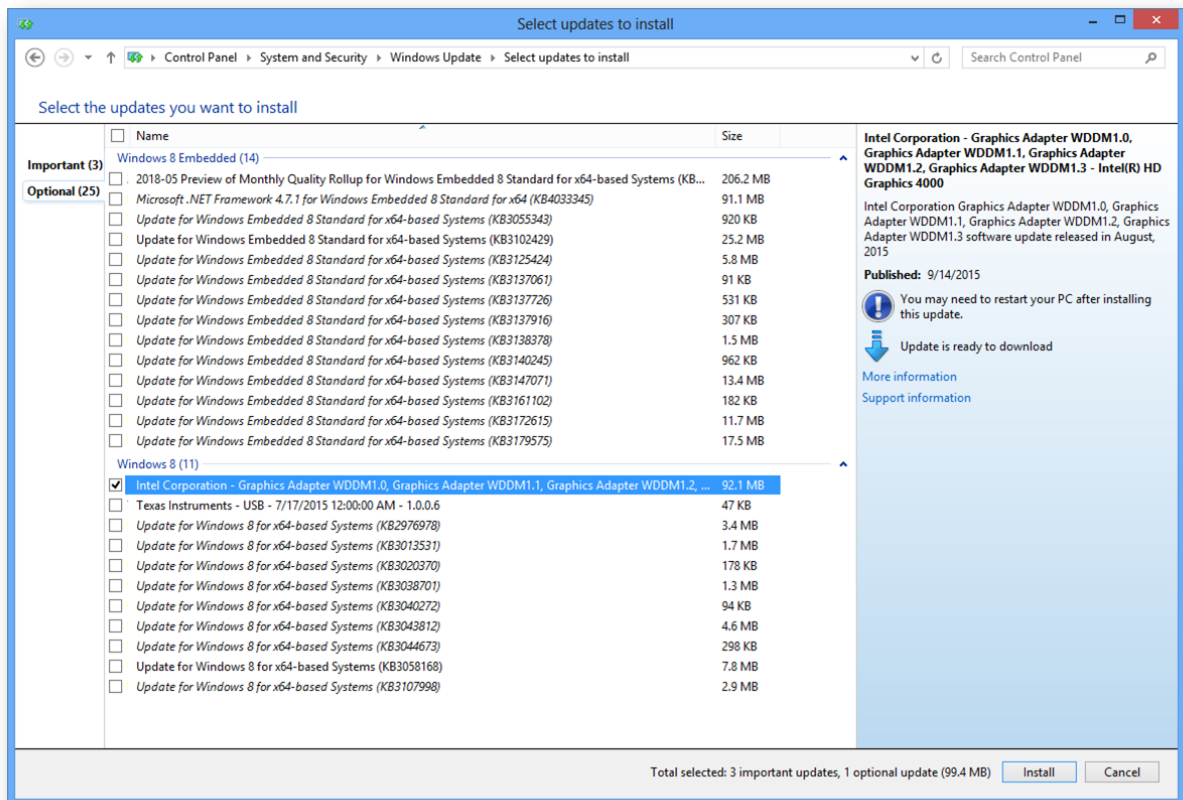 Select updates to install
Control Panel System and Security Windows Update Select updates to install
Search Control Panel
Select the updates you want to install
Important (3)
Optional (25)
Name Size
Windows 8 Embedded (14)
2018-05 Preview of Monthly Quality Rollup for Windows Embedded 8 Standard for x64-based Systems (KB... 206.2 MB
Microsoft .NET Framework 4.7.1 for Windows Embedded 8 Standard for x64 (KB4033345) 91.1 MB
Update for Windows Embedded 8 Standard for x64-based Systems (KB3055343) 920 KB
Update for Windows Embedded 8 Standard for x64-based Systems (KB3102429) 25.2 MB
Update for Windows Embedded 8 Standard for x64-based Systems (KB3125424) 5.8 MB
Update for Windows Embedded 8 Standard for x64-based Systems (KB3137061) 91 KB
Update for Windows Embedded 8 Standard for x64-based Systems (KB3137726) 531 KB
Update for Windows Embedded 8 Standard for x64-based Systems (KB3137916) 307 KB
Update for Windows Embedded 8 Standard for x64-based Systems (KB3138378) 1.5 MB
Update for Windows Embedded 8 Standard for x64-based Systems (KB3140245) 962 KB
Update for Windows Embedded 8 Standard for x64-based Systems (KB3147071) 13.4 MB
Update for Windows Embedded 8 Standard for x64-based Systems (KB3161102) 182 KB
Update for Windows Embedded 8 Standard for x64-based Systems (KB3172615) 11.7 MB
Update for Windows Embedded 8 Standard for x64-based Systems (KB3179575) 17.5 MB
Windows 8 (11)
Intel Corporation - Graphics Adapter WDDM1.0, Graphics Adapter WDDM1.1, Graphics Adapter WDDM1.2, ... 92.1 MB
Texas Instruments - USB - 7/17/2015 12:00:00 AM - 1.0.0.6 47 KB
Update for Windows 8 for x64-based Systems (KB2976978) 3.4 MB
Update for Windows 8 for x64-based Systems (KB3013531) 1.7 MB
Update for Windows 8 for x64-based Systems (KB3020370) 178 KB
Update for Windows 8 for x64-based Systems (KB3038701) 1.3 MB
Update for Windows 8 for x64-based Systems (KB3040272) 94 KB
Update for Windows 8 for x64-based Systems (KB3043812) 4.6 MB
Update for Windows 8 for x64-based Systems (KB3044673) 298 KB
Update for Windows 8 for x64-based Systems (KB3058168) 7.8 MB
Update for Windows 8 for x64-based Systems (KB3107998) 2.9 MB
Intel Corporation - Graphics Adapter WDDM1.0,
Graphics Adapter WDDM1.1, Graphics Adapter
WDDM1.2, Graphics Adapter WDDM1.3 - Intel(R) HD
Graphics 4000
Intel Corporation Graphics Adapter WDDM1.0, Graphics
Adapter WDDM1.1, Graphics Adapter WDDM1.2, Graphics
Adapter WDDM1.3 software update released in August,
2015
Published: 9/14/2015
You may need to restart your PC after installing
this update.
Update is ready to download
More information
Support information
Total selected: 3 important updates, 1 optional update (99.4 MB) Install Cancel